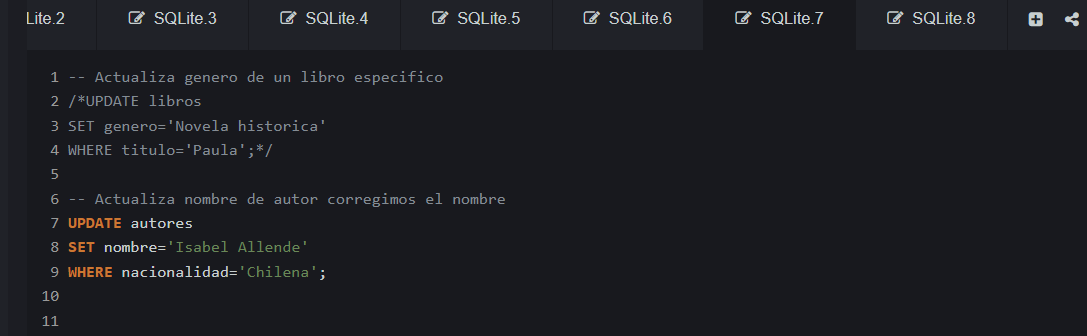 Lite.2 SQLite.3 SQLite.4 SQLite.5 SQLite.6 SQLite.7 SQLite.8
1 -- Actualiza genero de un libro especifico
2 /*UPDATE libros
3 SET genero='Novela historica'
4 WHERE titulo='Paula';*/
5
6 -- Actualiza nombre de autor corregimos el nombre
7 UPDATE autores
8 SET nombre='Isabel Allende'
9 WHERE nacionalidad='Chilena';
10
11